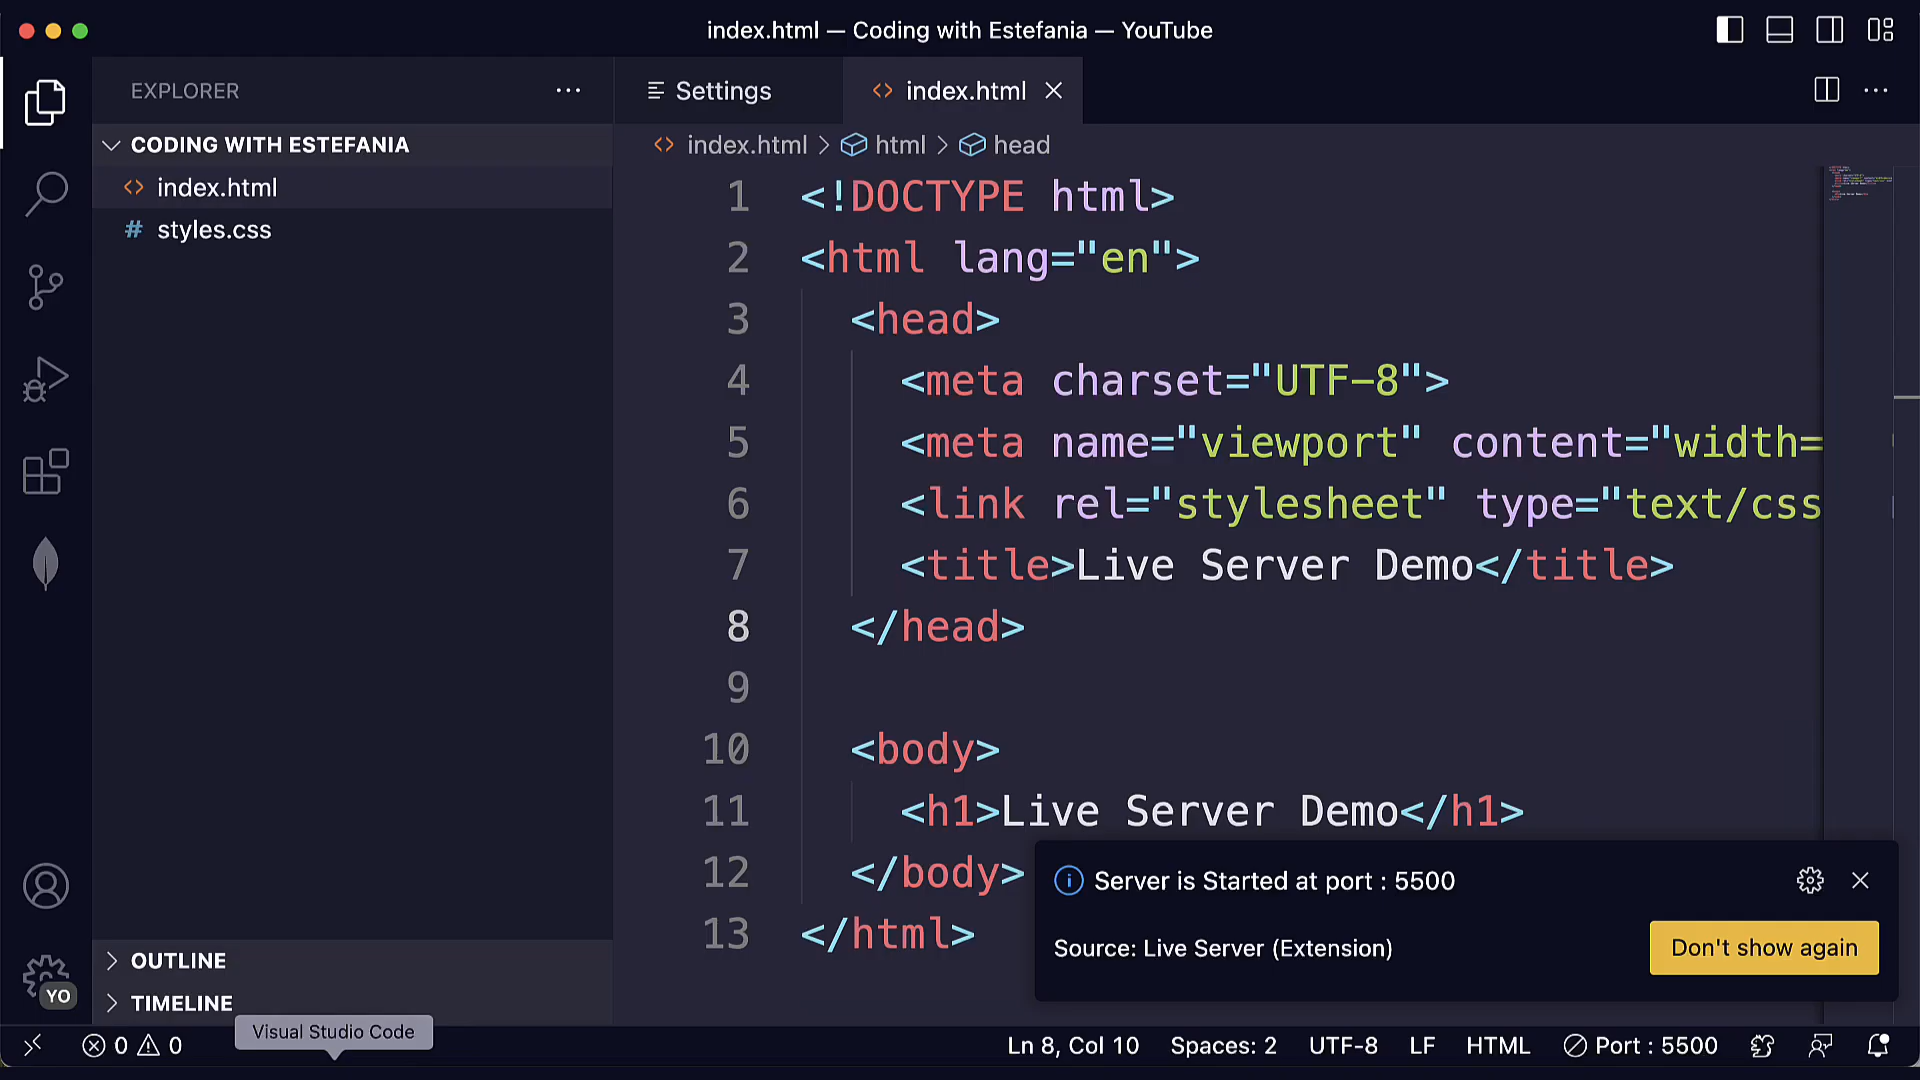 index.html — Coding with Estefania — YouTube
EXPLORER
Settings
index.html
CODING WITH ESTEFANIA
index.html
styles.css
index.html > html > head
1 <!DOCTYPE html>
2 <html lang="en">
3 <head>
4 <meta charset="UTF-8">
5 <meta name="viewport" content="width=
6 <link rel="stylesheet" type="text/css
7 <title>Live Server Demo</title>
8 </head>
9
10 <body>
11 <h1>Live Server Demo</h1>
12 </body>
13 </html>
Server is Started at port : 5500
Source: Live Server (Extension)
Don't show again
OUTLINE
TIMELINE
YO
Visual Studio Code
0 0
Ln 8, Col 10 Spaces: 2 UTF-8 LF HTML Port : 5500